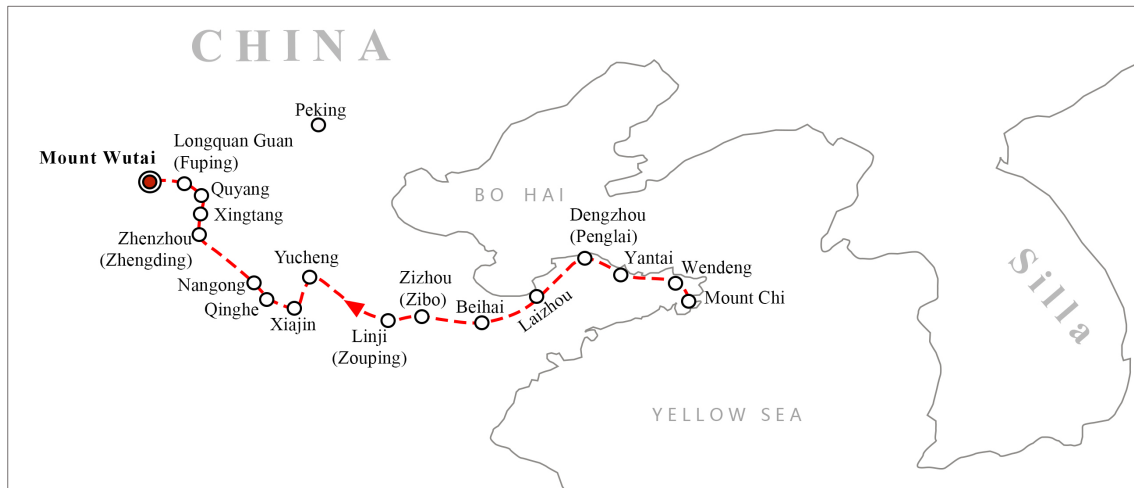 CHINA
Peking
Longquan Guan
(Fuping)
Mount Wutai
Quyang
Xingtang
Zhenzhou
(Zhengding)
Nangong
Qinghe
Xiajin
Yucheng
Linji
(Zouping)
Zizhou
(Zibo)
Beihai
Laizhou
Dengzhou
(Penglai)
Yantai
Wendeng
Mount Chi
BO HAI
YELLOW SEA
Silla